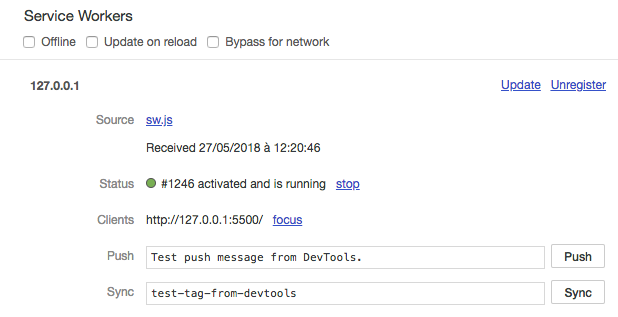 Service Workers
Offline Update on reload Bypass for network
127.0.0.1 Update Unregister
Source sw.js
Received 27/05/2018 à 12:20:46
Status #1246 activated and is running stop
Clients http://127.0.0.1:5500/ focus
Push Test push message from DevTools. Push
Sync test-tag-from-devtools Sync